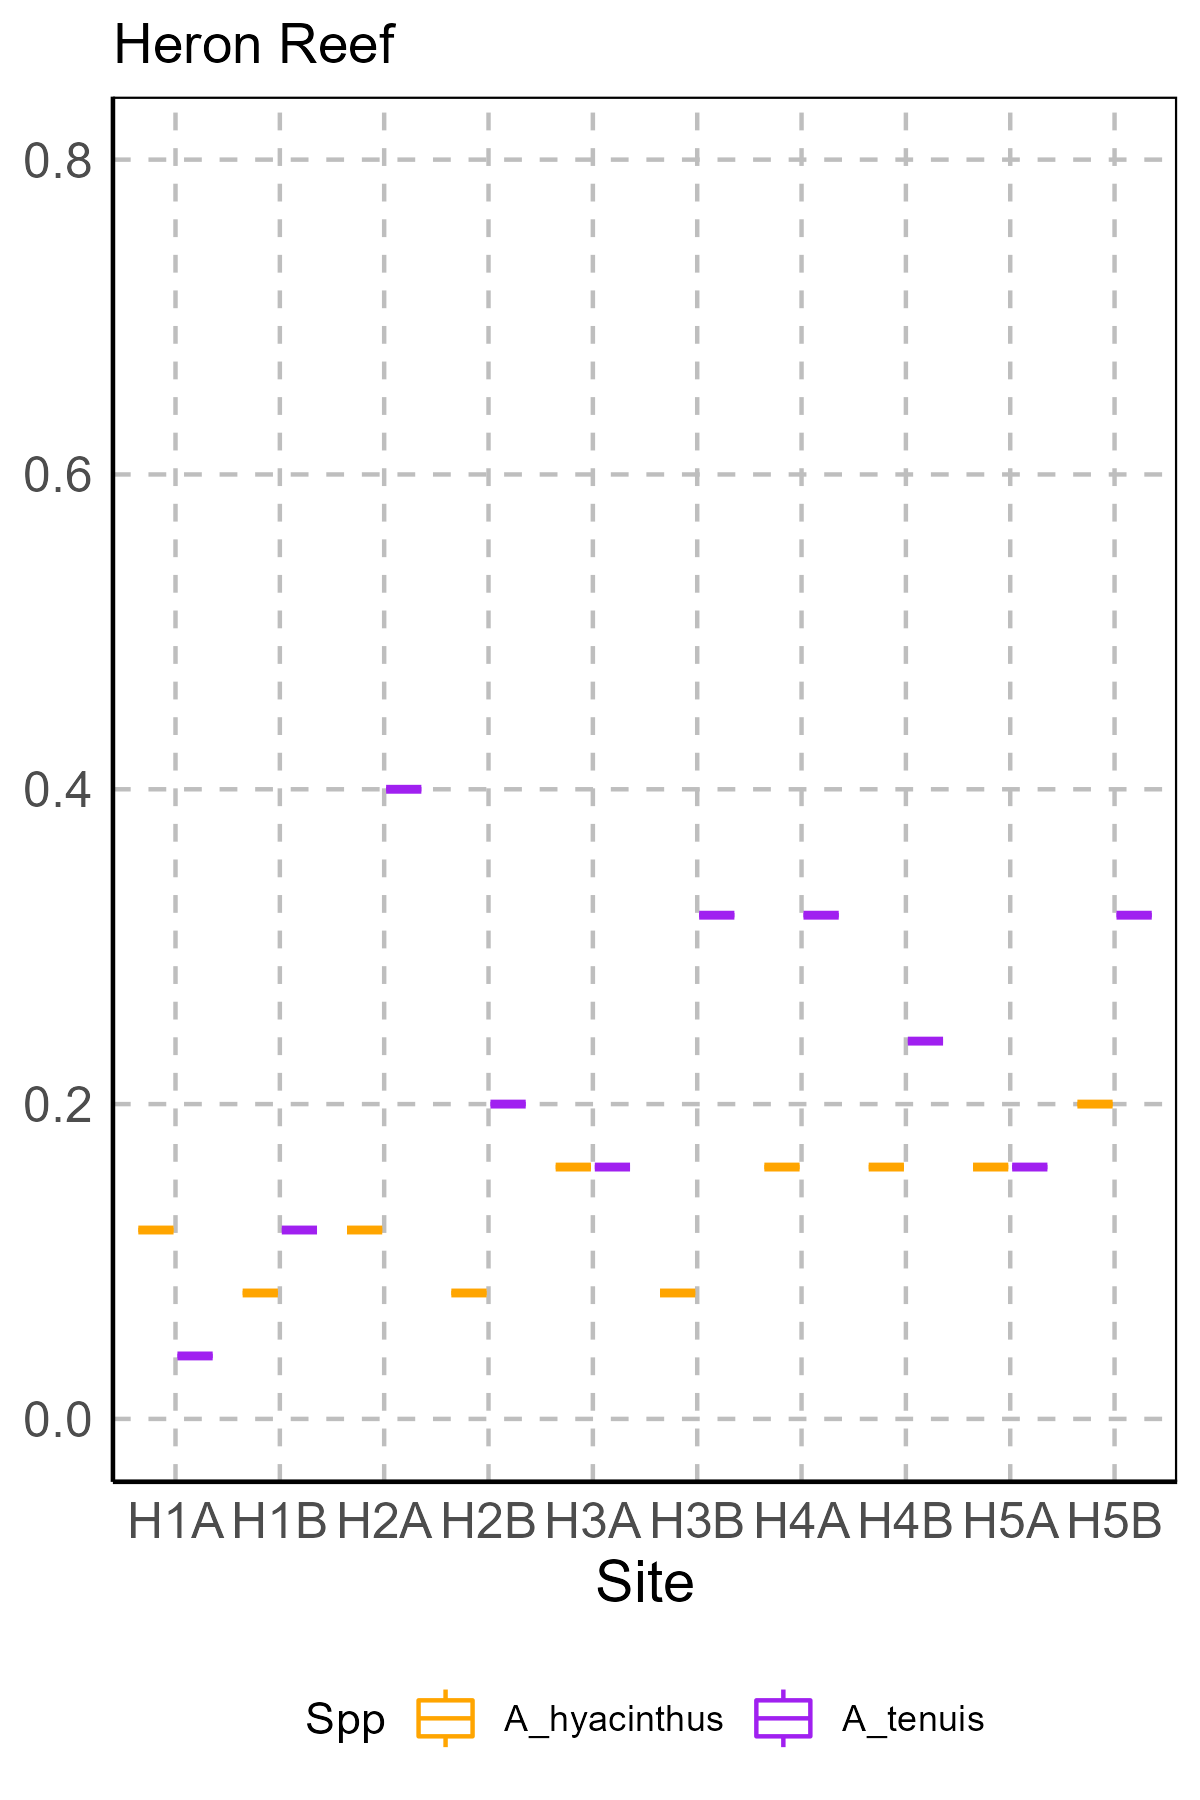 Heron Reef
0.8
0.6
0.4
0.2
0.0
H1A H1B H2A H2B H3A H3B H4A H4B H5A H5B
Site
Spp A_hyacinthus A_tenuis